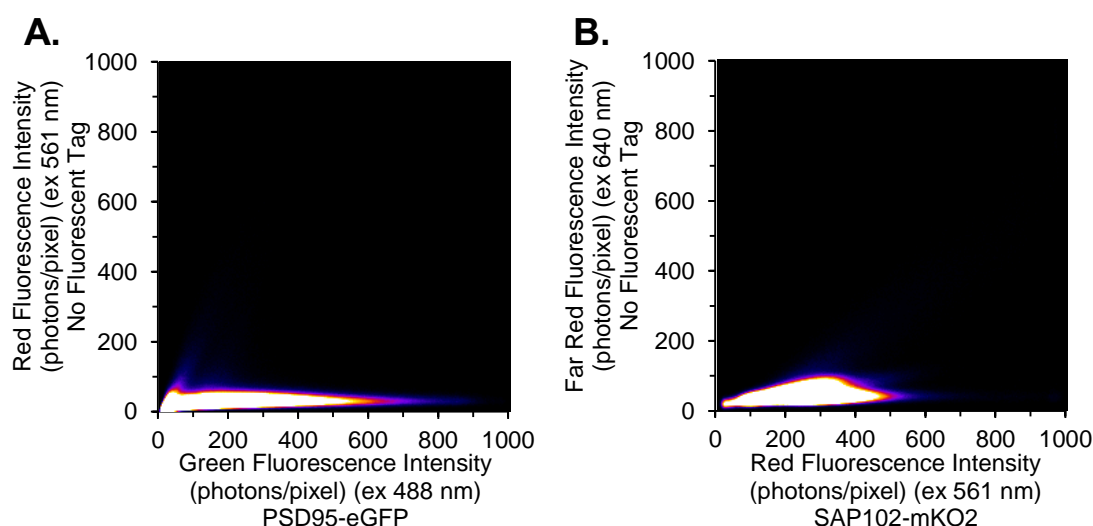 A.
Red Fluorescence Intensity
(photons/pixel) (ex 561 nm)
No Fluorescent Tag
1000
800
600
400
200
0
0 200 400 600 800 1000
Green Fluorescence Intensity
(photons/pixel) (ex 488 nm)
PSD95-eGFP
B.
Far Red Fluorescence Intensity
(photons/pixel) (ex 640 nm)
No Fluorescent Tag
1000
800
600
400
200
0
0 200 400 600 800 1000
Red Fluorescence Intensity
(photons/pixel) (ex 561 nm)
SAP102-mKO2